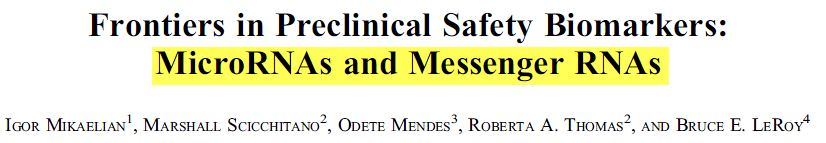 Frontiers in Preclinical Safety Biomarkers:
MicroRNAs and Messenger RNAs
IGOR MIKAELIAN1, MARSHALL SCICCHITANO2, ODETE MENDES3, ROBERTA A. THOMAS2, AND BRUCE E. LEROY4